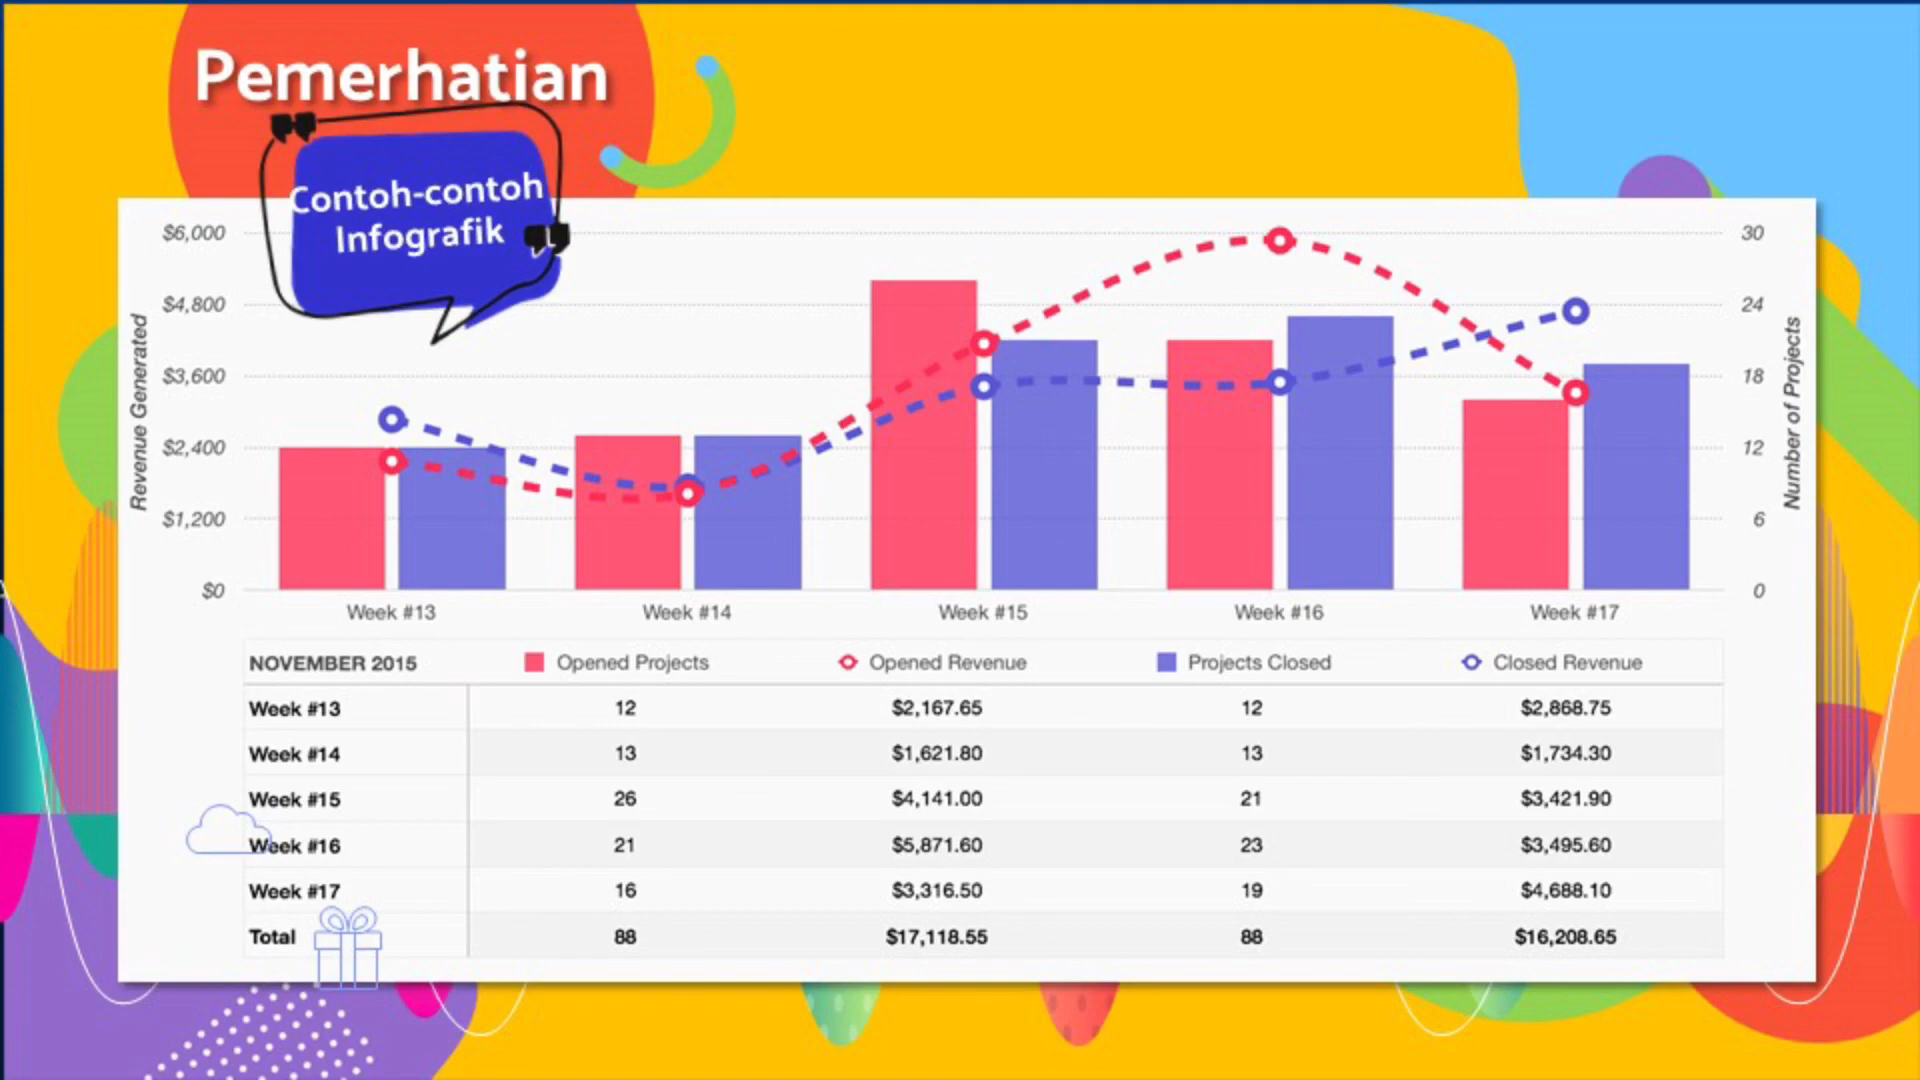 Pemerhatian
Contoh-contoh
Infografik
$6,000
$4,800
$3,600
$2,400
$1,200
$0
Revenue Generated
30
24
18
12
6
0
Number of Projects
Week #13 Week #14 Week #15 Week #16 Week #17
NOVEMBER 2015 Opened Projects Opened Revenue Projects Closed Closed Revenue
Week #13 12 $2,167.65 12 $2,868.75
Week #14 13 $1,621.80 13 $1,734.30
Week #15 26 $4,141.00 21 $3,421.90
Week #16 21 $5,871.60 23 $3,495.60
Week #17 16 $3,316.50 19 $4,688.10
Total 88 $17,118.55 88 $16,208.65